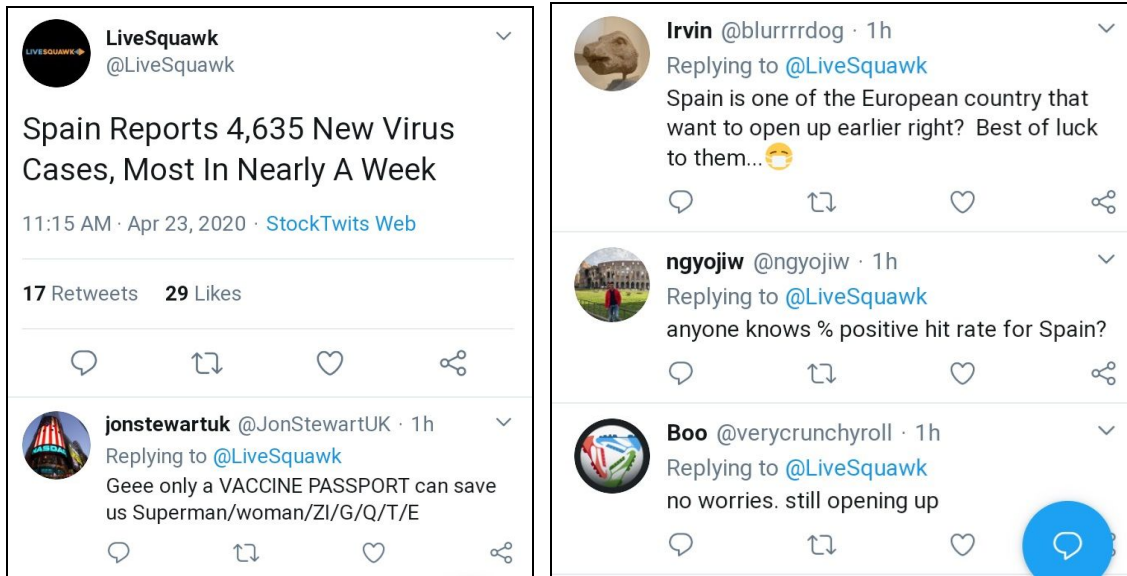 LIVESQUAWK
LiveSquawk
@LiveSquawk
Spain Reports 4,635 New Virus
Cases, Most In Nearly A Week
11:15 AM · Apr 23, 2020 · StockTwits Web
17 Retweets 29 Likes
NASDAQ
jonstewartuk @JonStewartUK · 1h
Replying to @LiveSquawk
Geee only a VACCINE PASSPORT can save
us Superman/woman/ZI/G/Q/T/E
Irvin @blurrrrdog · 1h
Replying to @LiveSquawk
Spain is one of the European country that
want to open up earlier right? Best of luck
to them...😷
ngyojiw @ngyojiw · 1h
Replying to @LiveSquawk
anyone knows % positive hit rate for Spain?
Boo @verycrunchyroll · 1h
Replying to @LiveSquawk
no worries. still opening up